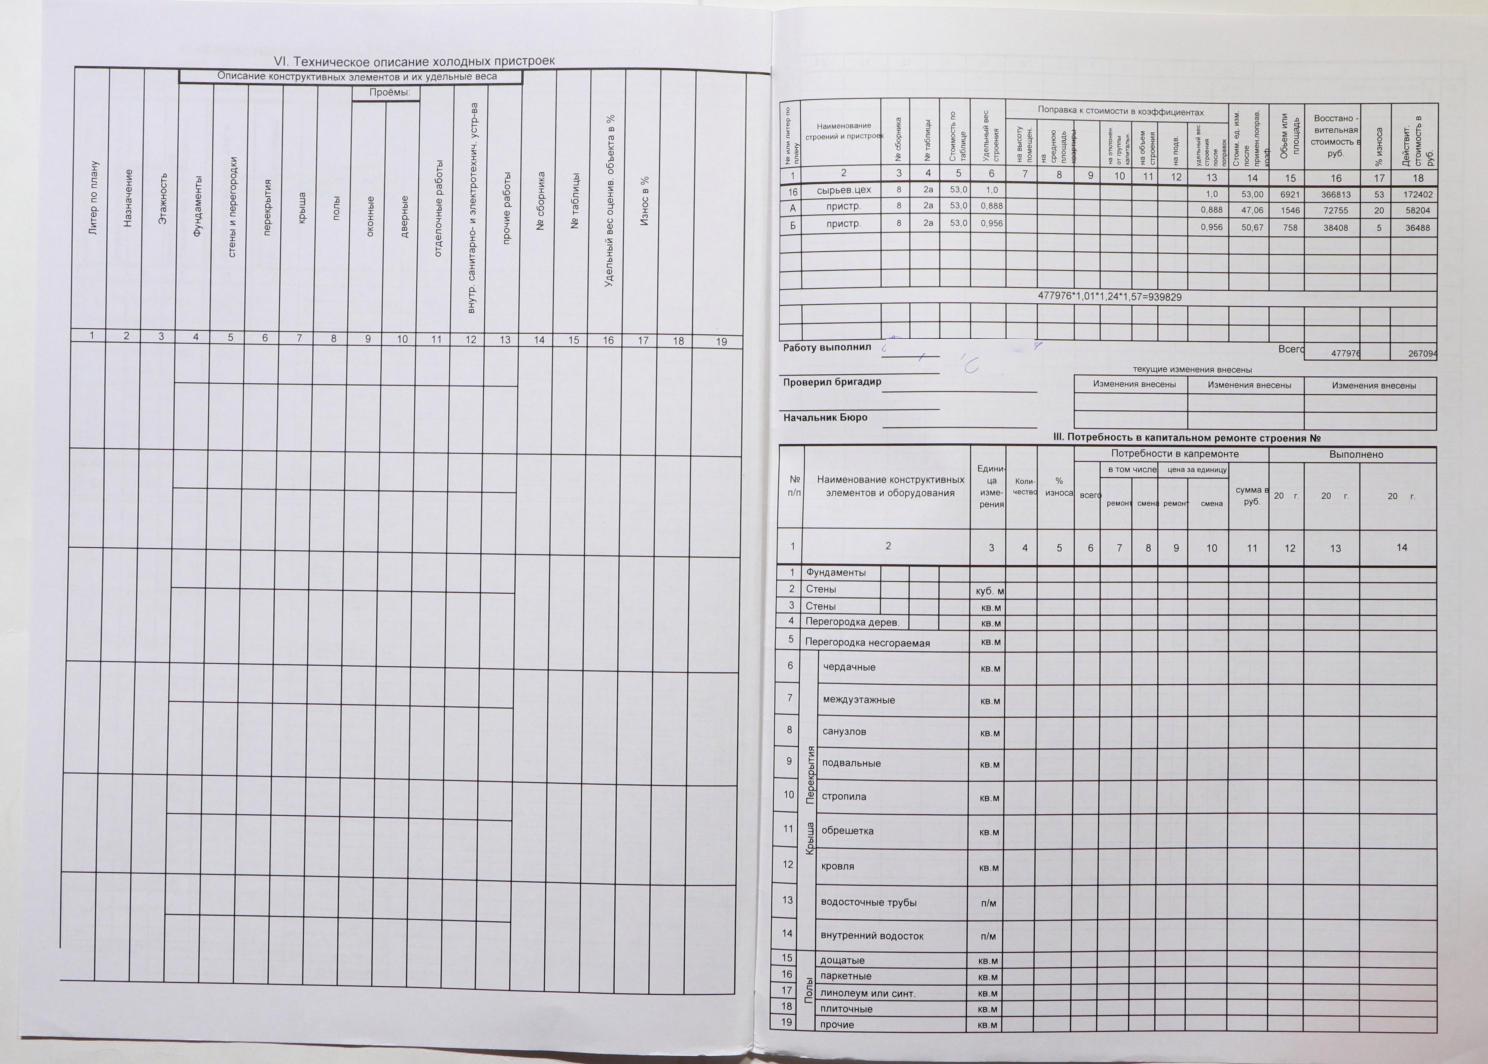 VI. Техническое описание холодных пристроек
Описание конструктивных элементов и их удельные веса
Проёмы:
Литер по плану
Назначение
Этажность
Фундаменты
стены и перегородки
перекрытия
крыша
полы
оконные
дверные
отделочные работы
внутр. санитарно- и электротехнич. устр-ва
прочие работы
№ сборника
№ таблицы
Удельный вес оценив. объекта в %
Износ в %
1 2 3 4 5 6 7 8 9 10 11 12 13 14 15 16 17 18 19
№ или литер по плану
Наименование строений и пристроек
№ сборника
№ таблицы
Стоимость по таблице
Удельный вес строения
Поправка к стоимости в коэффициентах
на высоту помещен.
на среднюю площадь квартиры
на отклонен от группы капитальн.
на объем строения
на подв.
удельный вес строения после поправок
Стоим. ед. изм. после примен.поправ. коэф.
Объем или площадь
Восстано - вительная стоимость в руб.
% износа
Действит. стоимость в руб.
1 2 3 4 5 6 7 8 9 10 11 12 13 14 15 16 17 18
16 сырьев.цех 8 2а 53,0 1,0 1,0 53,00 6921 366813 53 172402
А пристр. 8 2а 53,0 0,888 0,888 47,06 1546 72755 20 58204
Б пристр. 8 2а 53,0 0,956 0,956 50,67 758 38408 5 36488
477976*1,01*1,24*1,57=939829
Работу выполнил
Всего 477976 267094
текущие изменения внесены
Проверил бригадир
Изменения внесены Изменения внесены Изменения внесены
Начальник Бюро
III. Потребность в капитальном ремонте строения №
№ п/п
Наименование конструктивных элементов и оборудования
Едини- ца изме- рения
Коли- чество
% износа
Потребности в капремонте
Выполнено
всего
в том числе
цена за единицу
ремонт смена ремонт смена
сумма в руб.
20 г. 20 г. 20 г.
1 2 3 4 5 6 7 8 9 10 11 12 13 14
1 Фундаменты
2 Стены куб. м
3 Стены кв.м
4 Перегородка дерев. кв.м
5 Перегородка несгораемая кв.м
Перекрытия
6 чердачные кв.м
7 междуэтажные кв.м
8 санузлов кв.м
9 подвальные кв.м
Крыша
10 стропила кв.м
11 обрешетка кв.м
12 кровля кв.м
13 водосточные трубы п/м
14 внутренний водосток п/м
Полы
15 дощатые кв.м
16 паркетные кв.м
17 линолеум или синт. кв.м
18 плиточные кв.м
19 прочие кв.м